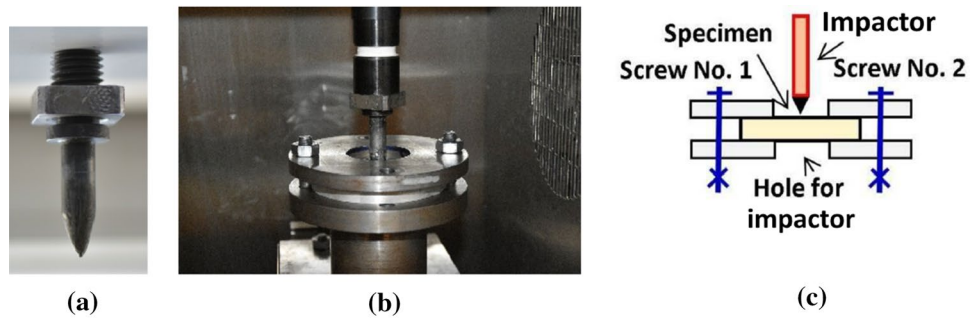 Specimen
Impactor
Screw No. 1
Screw No. 2
Hole for
impactor
(a)
(b)
(c)